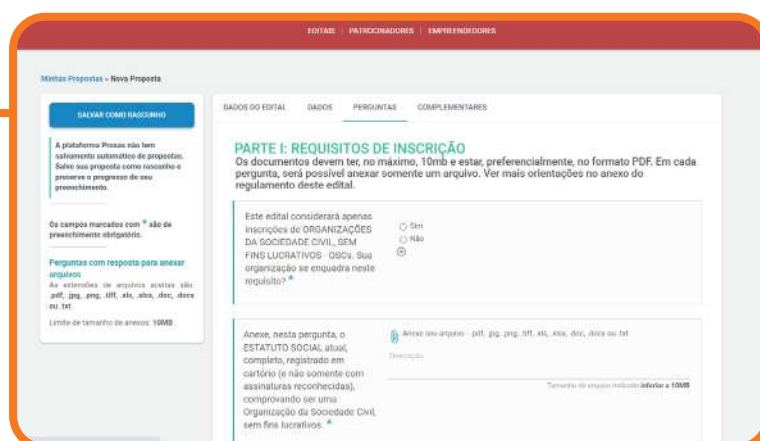 EDITAIS | PATROCINADORES | EMPREENDEDORES
Minhas Propostas » Nova Proposta
SALVAR COMO RASCUNHO
A plataforma Prosas não tem
salvamento automático de propostas.
Salve sua proposta como rascunho e
preserve o progresso de seu
preenchimento.
Os campos marcados com * são de
preenchimento obrigatório.
Perguntas com resposta para anexar
arquivos
As extensões de arquivos aceitas são:
.pdf, .jpg, .png, .tiff, .xls, .xlsx, .doc, .docx
ou .txt.
Limite de tamanho de anexos: 10MB.
DADOS DO EDITAL DADOS PERGUNTAS COMPLEMENTARES
PARTE I: REQUISITOS DE INSCRIÇÃO
Os documentos devem ter, no máximo, 10mb e estar, preferencialmente, no formato PDF. Em cada
pergunta, será possível anexar somente um arquivo. Ver mais orientações no anexo do
regulamento deste edital.
Este edital considerará apenas
inscrições de ORGANIZAÇÕES
DA SOCIEDADE CIVIL, SEM
FINS LUCRATIVOS - OSCs. Sua
organização se enquadra neste
requisito? *
Sim
Não
Anexe, nesta pergunta, o
ESTATUTO SOCIAL atual,
completo, registrado em
cartório (e não somente com
assinaturas reconhecidas),
comprovando ser uma
Organização da Sociedade Civil,
sem fins lucrativos. *
Anexe seu arquivo - pdf, jpg, png, tiff, xls, xlsx, doc, docx ou txt
Descrição
Tamanho do arquivo indicado inferior a 10MB